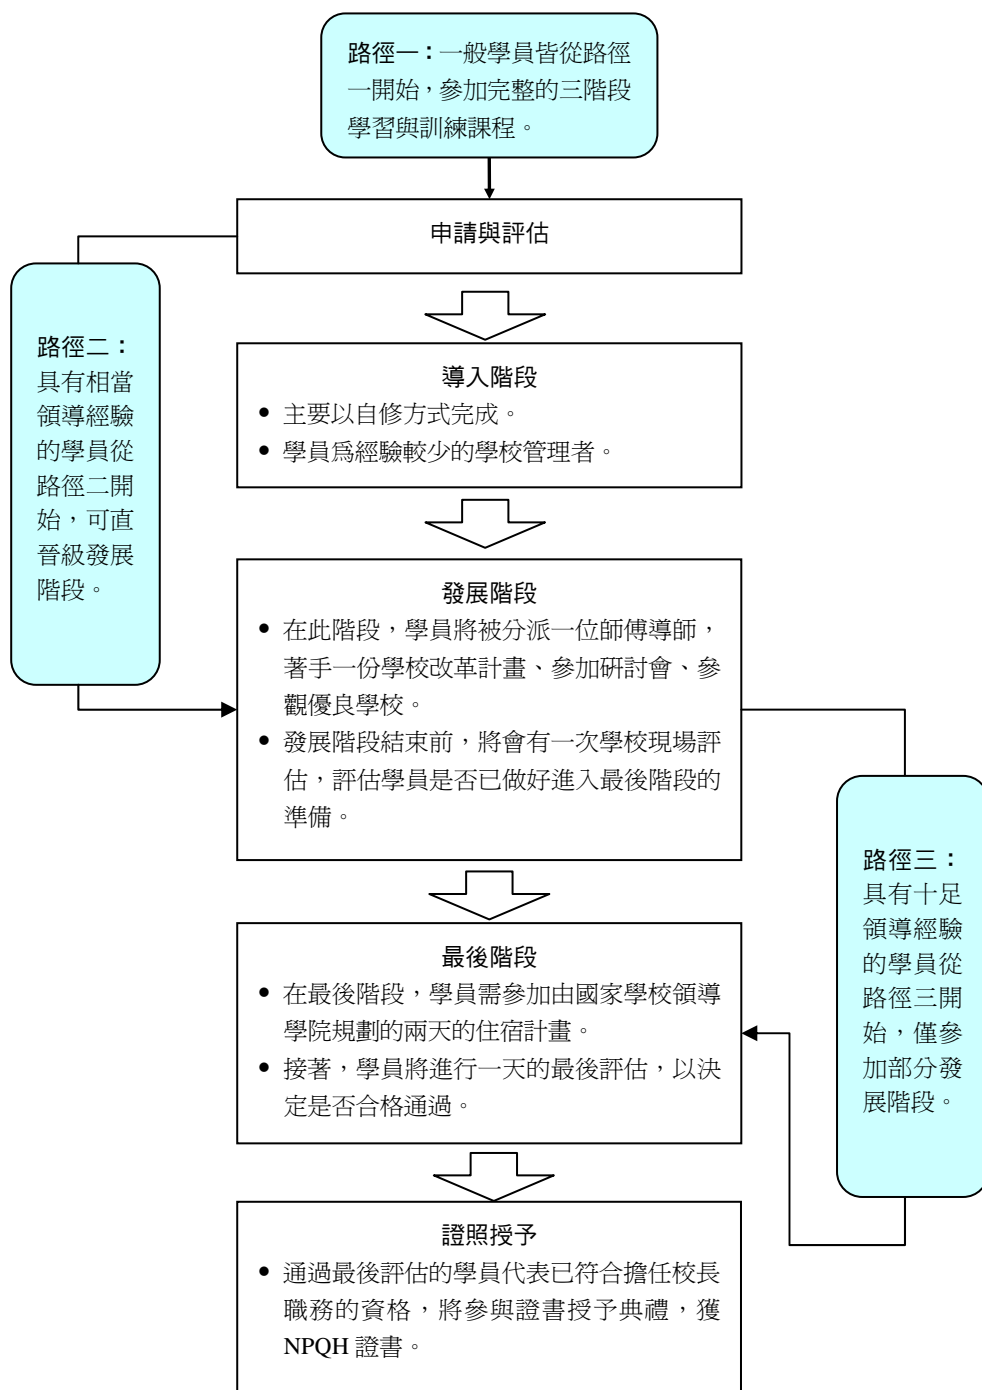 路徑一：一般學員皆從路徑
一開始，參加完整的三階段
學習與訓練課程。
申請與評估
路徑二：
具有相當
領導經驗
的學員從
路徑二開
始，可直
晉級發展
階段。
導入階段
● 主要以自修方式完成。
● 學員為經驗較少的學校管理者。
發展階段
● 在此階段，學員將被分派一位師傅導師，
著手一份學校改革計畫、參加研討會、參
觀優良學校。
● 發展階段結束前，將會有一次學校現場評
估，評估學員是否已做好進入最後階段的
準備。
路徑三：
具有十足
領導經驗
的學員從
路徑三開
始，僅參
加部分發
展階段。
最後階段
● 在最後階段，學員需參加由國家學校領導
學院規劃的兩天的住宿計畫。
● 接著，學員將進行一天的最後評估，以決
定是否合格通過。
證照授予
● 通過最後評估的學員代表已符合擔任校長
職務的資格，將參與證書授予典禮，獲
NPQH 證書。